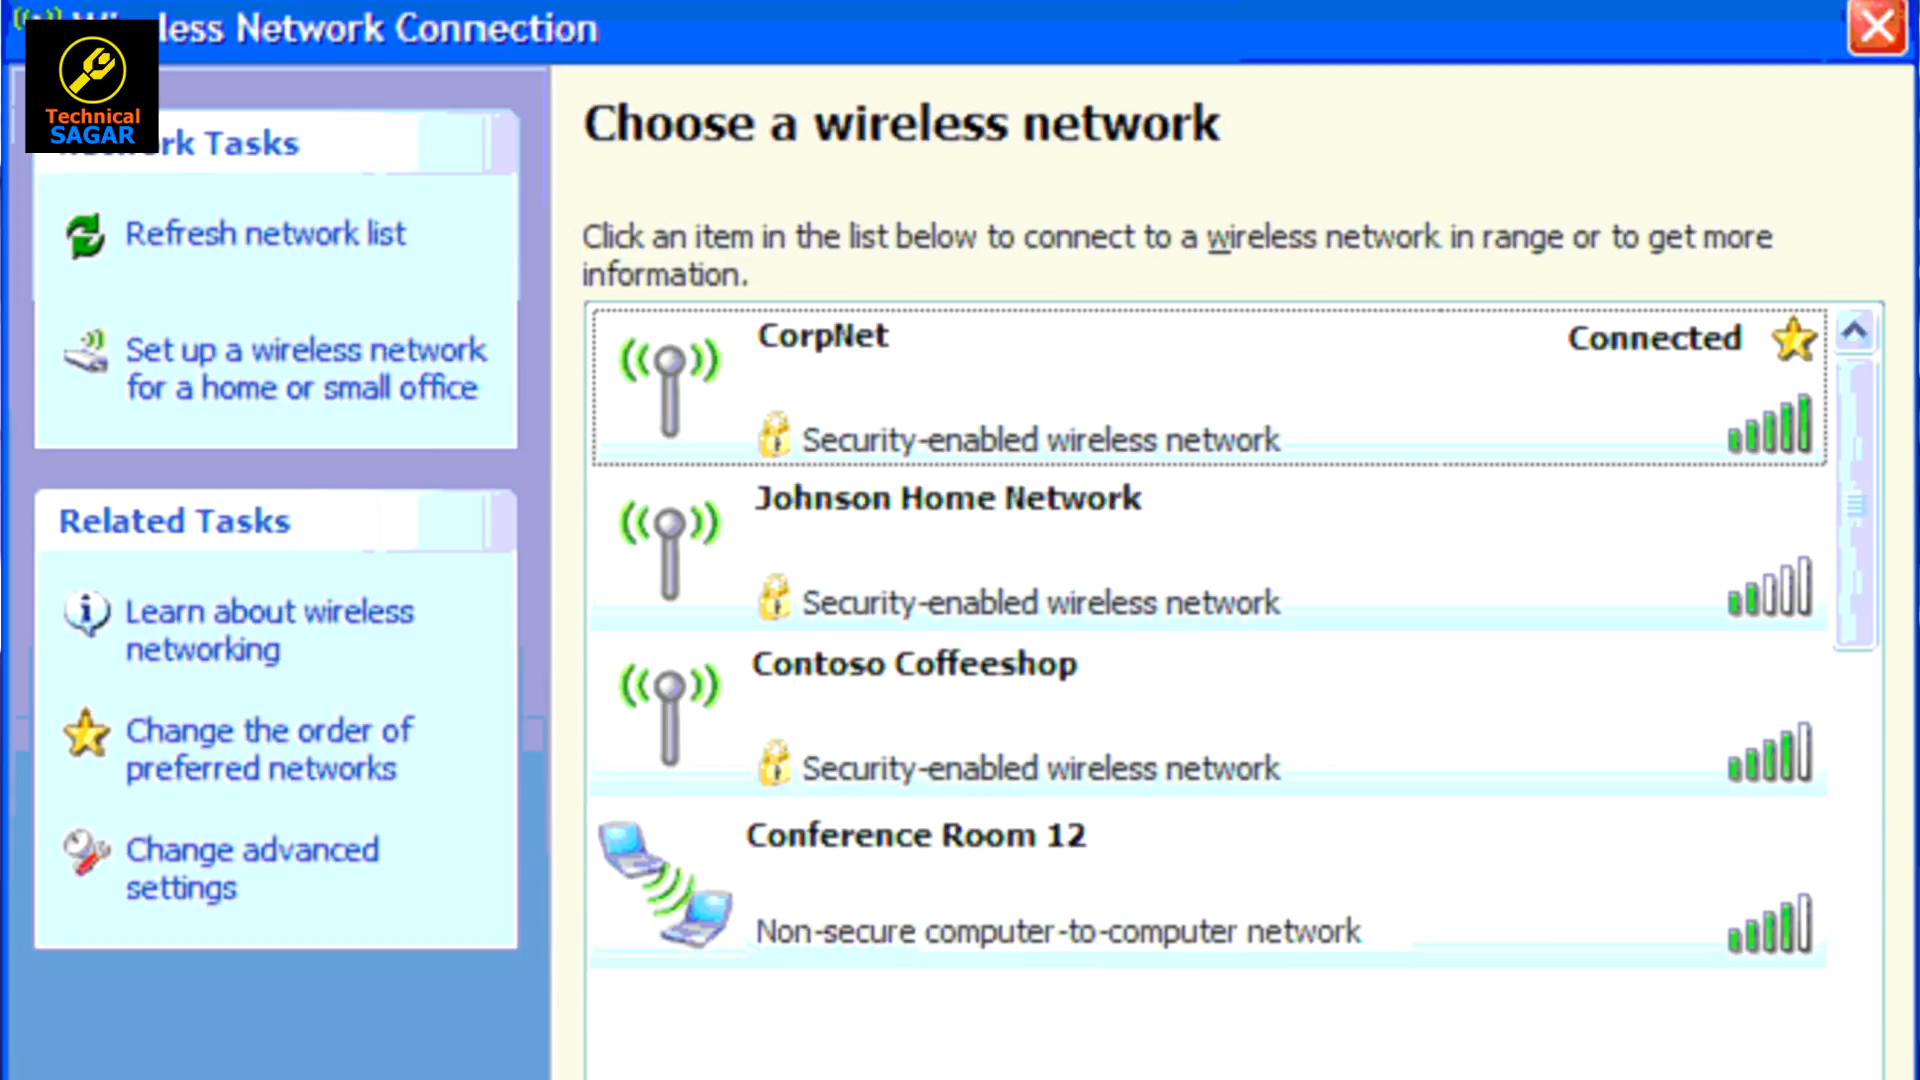 less Network Connection
Technical
SAGAR
rk Tasks
Refresh network list
Set up a wireless network
for a home or small office
Related Tasks
Learn about wireless
networking
Change the order of
preferred networks
Change advanced
settings
Choose a wireless network
Click an item in the list below to connect to a wireless network in range or to get more
information.
CorpNet
Connected
Security-enabled wireless network
Johnson Home Network
Security-enabled wireless network
Contoso Coffeeshop
Security-enabled wireless network
Conference Room 12
Non-secure computer-to-computer network